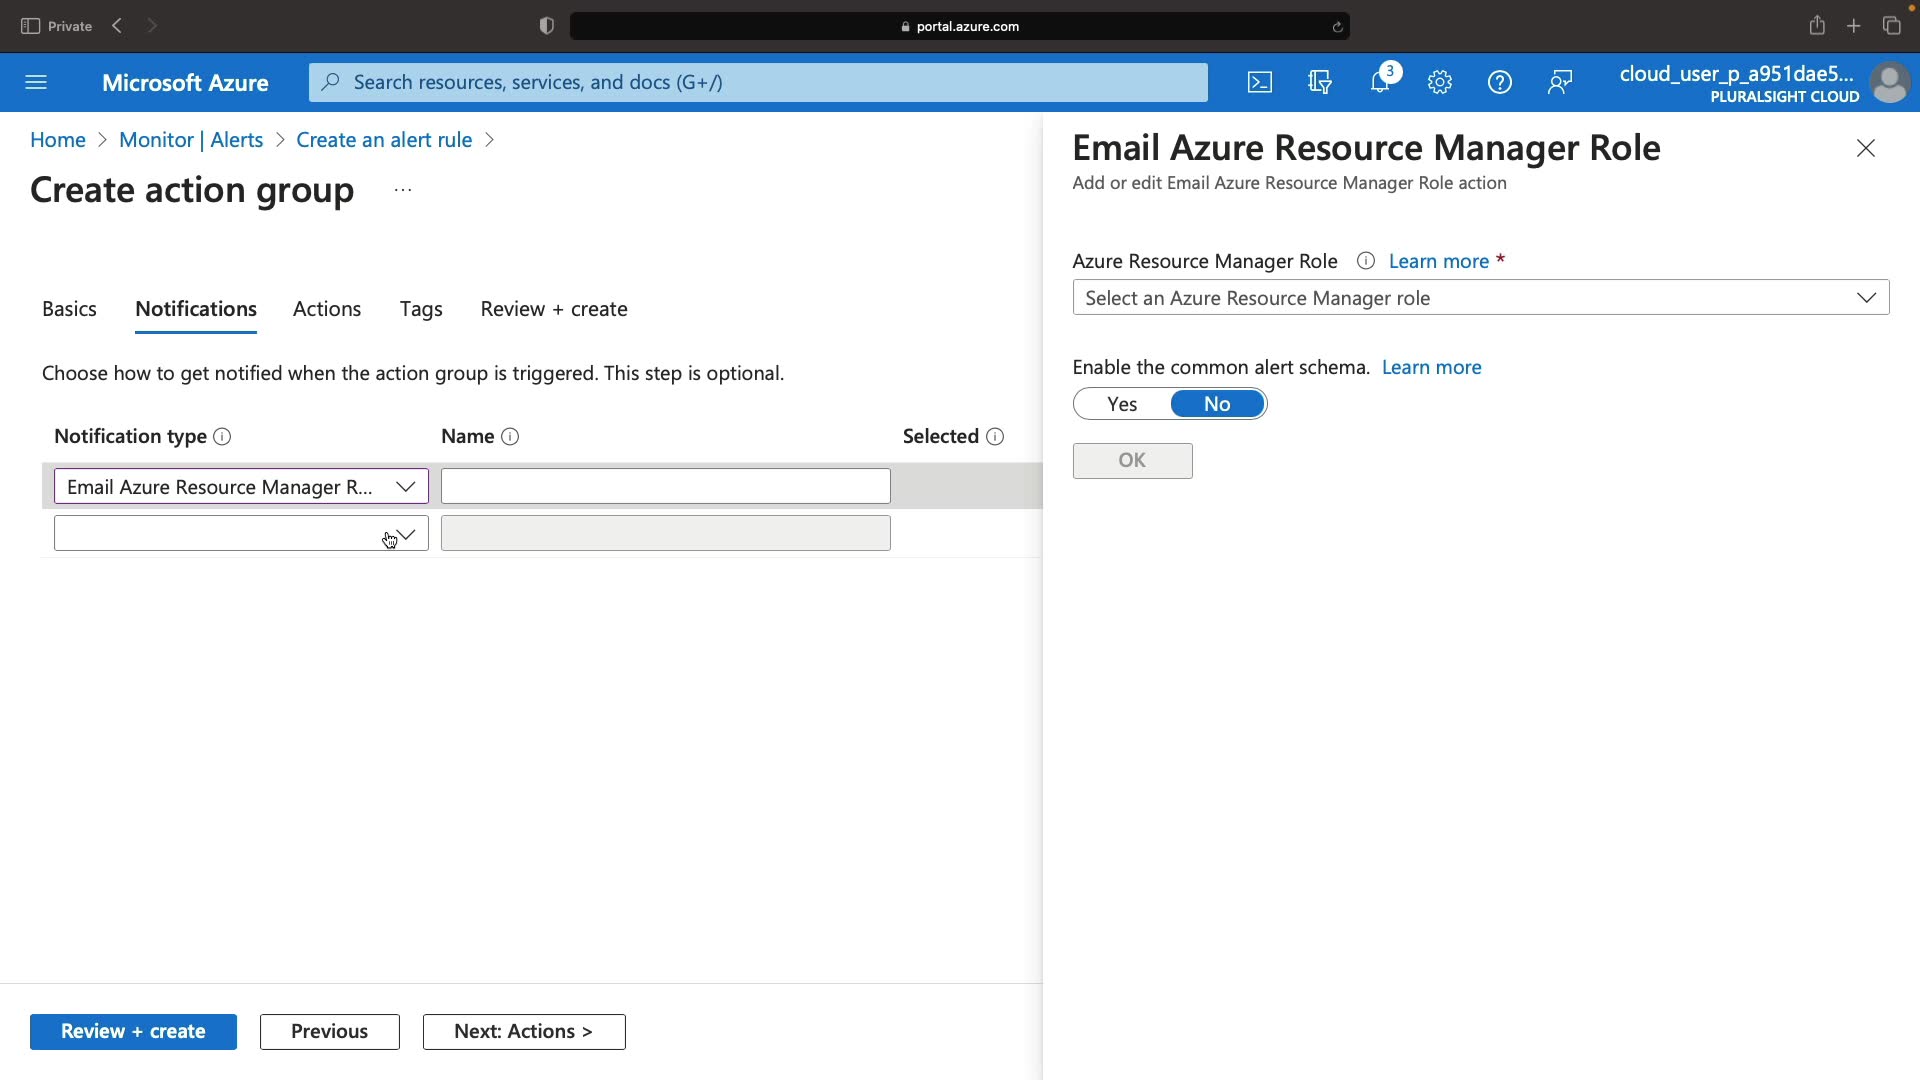 Private
portal.azure.com
Microsoft Azure
Search resources, services, and docs (G+/)
3
cloud_user_p_a951dae5...
PLURALSIGHT CLOUD
Home > Monitor | Alerts > Create an alert rule >
Create action group ...
Basics Notifications Actions Tags Review + create
Choose how to get notified when the action group is triggered. This step is optional.
Notification type Name Selected
Email Azure Resource Manager R...
Review + create Previous Next: Actions >
Email Azure Resource Manager Role
Add or edit Email Azure Resource Manager Role action
Azure Resource Manager Role Learn more *
Select an Azure Resource Manager role
Enable the common alert schema. Learn more
Yes No
OK